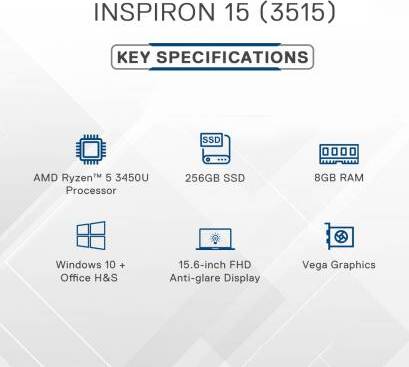 INSPIRON 15 (3515)
KEY SPECIFICATIONS
SSD
AMD Ryzen™ 5 3450U
Processor
256GB SSD
8GB RAM
Windows 10 +
Office H&S
15.6-inch FHD
Anti-glare Display
Vega Graphics